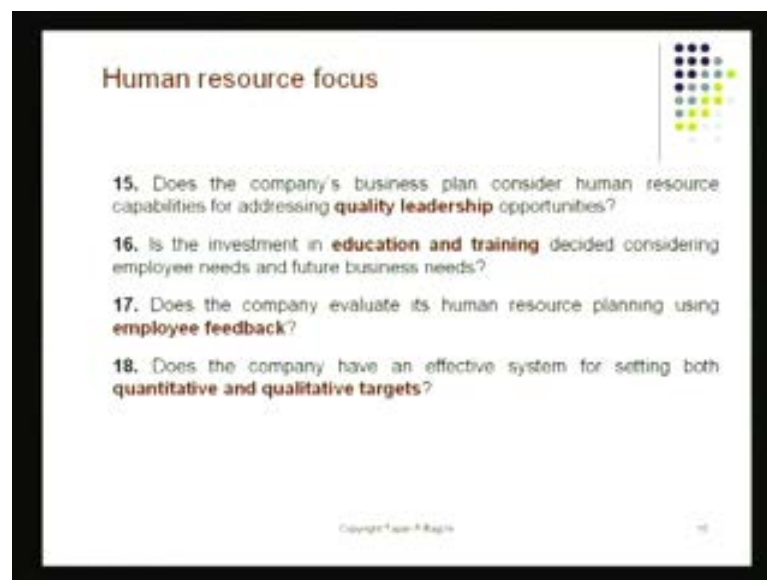 Human resource focus
15. Does the company's business plan consider human resource
capabilities for addressing quality leadership opportunities?
16. Is the investment in education and training decided considering
employee needs and future business needs?
17. Does the company evaluate its human resource planning using
employee feedback?
18. Does the company have an effective system for setting both
quantitative and qualitative targets?
Copyright Tapan P Bagchi